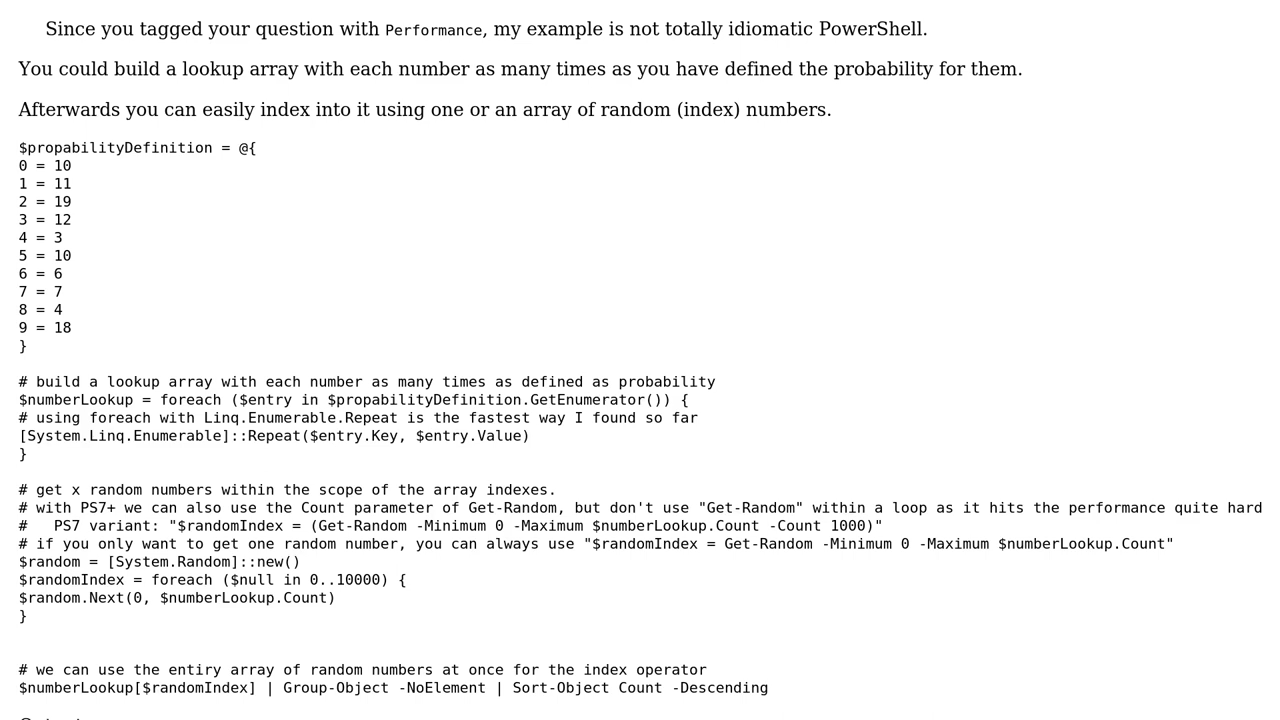 Since you tagged your question with Performance, my example is not totally idiomatic PowerShell.
You could build a lookup array with each number as many times as you have defined the probability for them.
Afterwards you can easily index into it using one or an array of random (index) numbers.
$propabilityDefinition = @{
0 = 10
1 = 11
2 = 19
3 = 12
4 = 3
5 = 10
6 = 6
7 = 7
8 = 4
9 = 18
}
# build a lookup array with each number as many times as defined as probability
$numberLookup = foreach ($entry in $propabilityDefinition.GetEnumerator()) {
# using foreach with Linq.Enumerable.Repeat is the fastest way I found so far
[System.Linq.Enumerable]::Repeat($entry.Key, $entry.Value)
}
# get x random numbers within the scope of the array indexes.
# with PS7+ we can also use the Count parameter of Get-Random, but don't use "Get-Random" within a loop as it hits the performance quite hard
#   PS7 variant: "$randomIndex = (Get-Random -Minimum 0 -Maximum $numberLookup.Count -Count 1000)"
# if you only want to get one random number, you can always use "$randomIndex = Get-Random -Minimum 0 -Maximum $numberLookup.Count"
$random = [System.Random]::new()
$randomIndex = foreach ($null in 0..10000) {
$random.Next(0, $numberLookup.Count)
}
# we can use the entiry array of random numbers at once for the index operator
$numberLookup[$randomIndex] | Group-Object -NoElement | Sort-Object Count -Descending